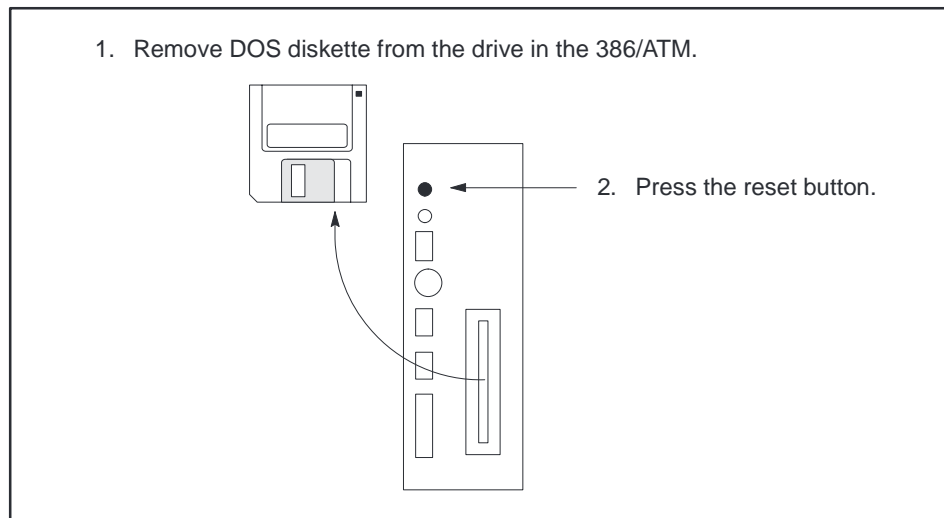 1. Remove DOS diskette from the drive in the 386/ATM.
2. Press the reset button.